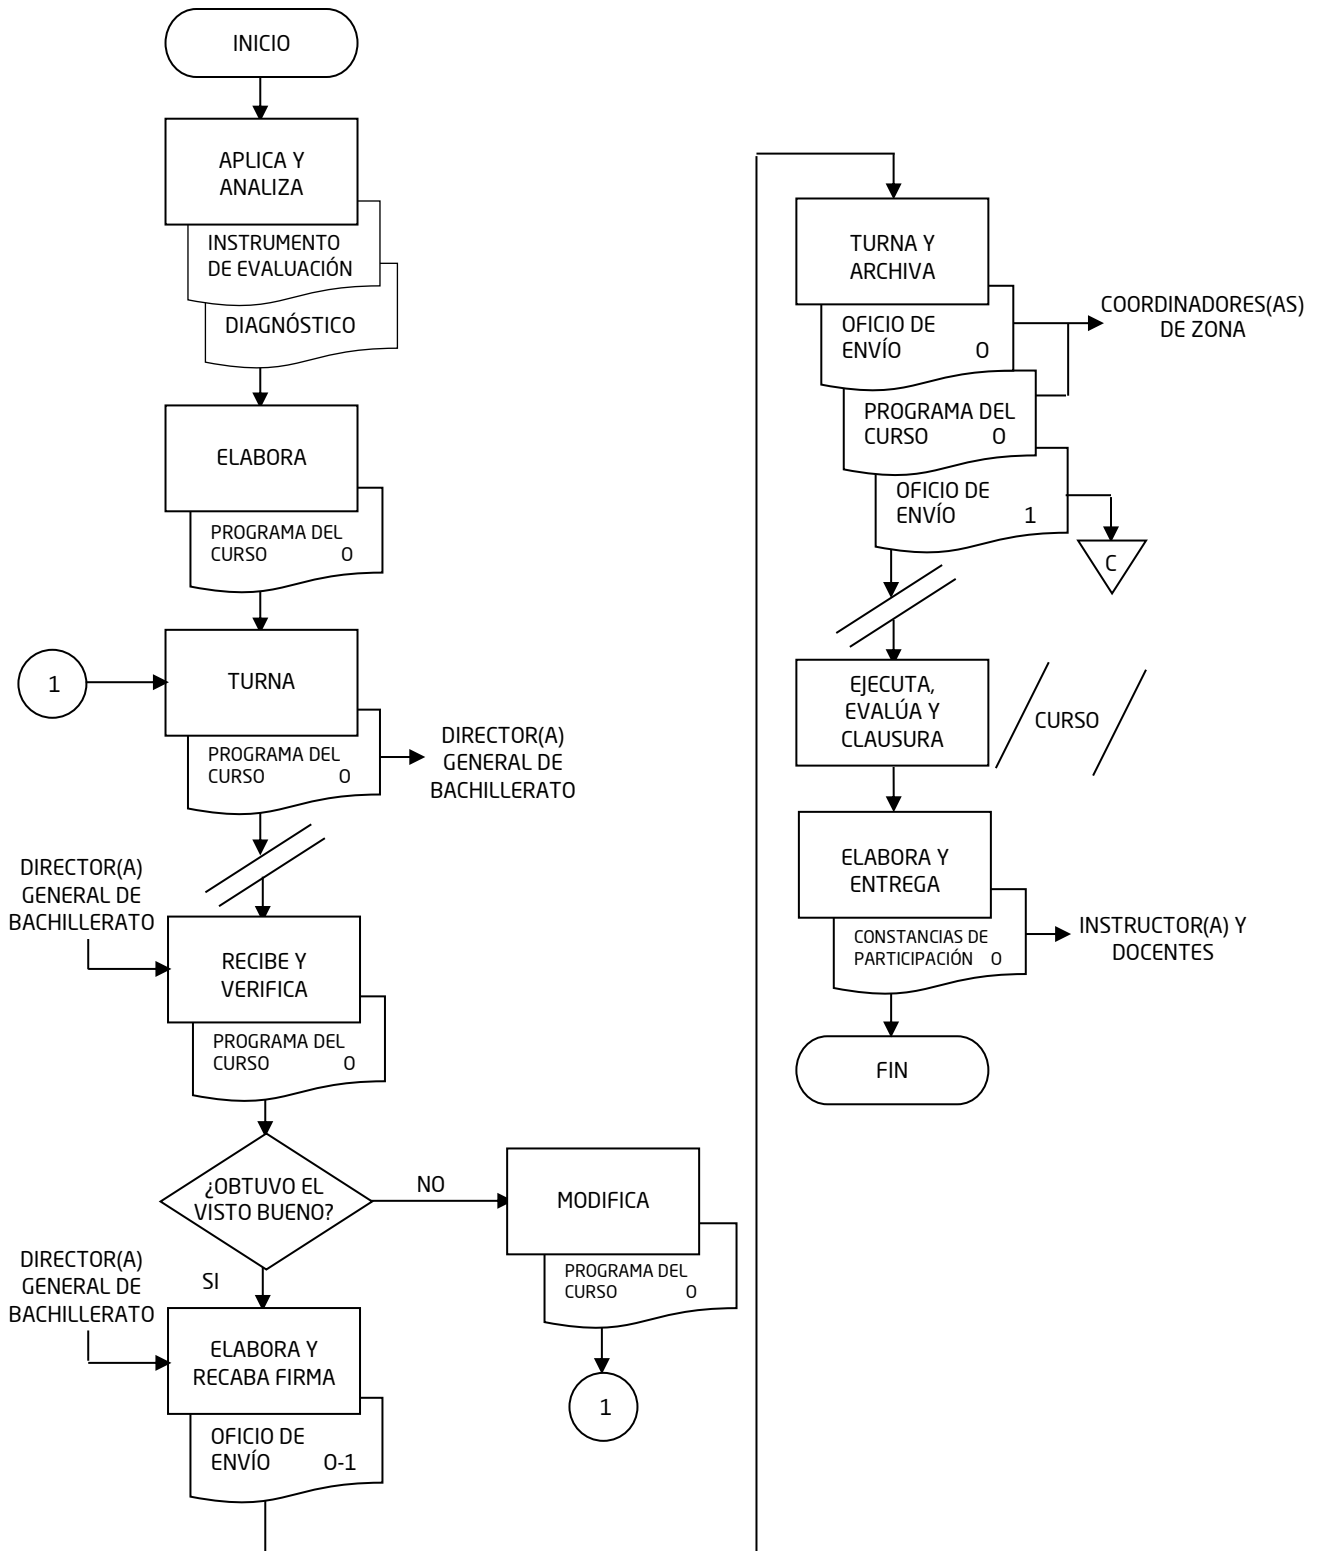 INICIO
APLICA Y
ANALIZA
INSTRUMENTO
DE EVALUACIÓN
DIAGNÓSTICO
ELABORA
PROGRAMA DEL
CURSO 0
1
TURNA
PROGRAMA DEL
CURSO 0
DIRECTOR(A)
GENERAL DE
BACHILLERATO
DIRECTOR(A)
GENERAL DE
BACHILLERATO
RECIBE Y
VERIFICA
PROGRAMA DEL
CURSO 0
¿OBTUVO EL
VISTO BUENO?
NO
MODIFICA
PROGRAMA DEL
CURSO 0
1
SI
DIRECTOR(A)
GENERAL DE
BACHILLERATO
ELABORA Y
RECABA FIRMA
OFICIO DE
ENVÍO 0-1
TURNA Y
ARCHIVA
OFICIO DE
ENVÍO 0
COORDINADORES(AS)
DE ZONA
PROGRAMA DEL
CURSO 0
OFICIO DE
ENVÍO 1
C
EJECUTA,
EVALÚA Y
CLAUSURA
CURSO
ELABORA Y
ENTREGA
CONSTANCIAS DE
PARTICIPACIÓN 0
INSTRUCTOR(A) Y
DOCENTES
FIN